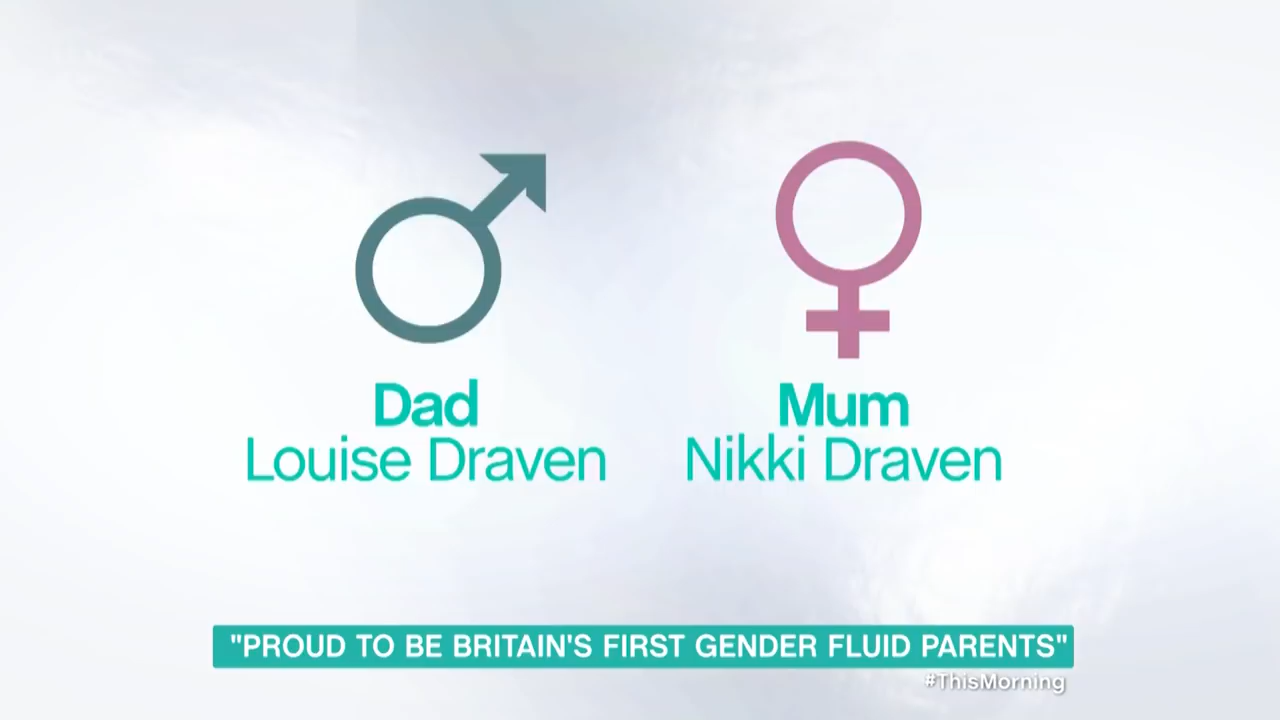 Dad
Louise Draven
Mum
Nikki Draven
"PROUD TO BE BRITAIN'S FIRST GENDER FLUID PARENTS"
#ThisMorning